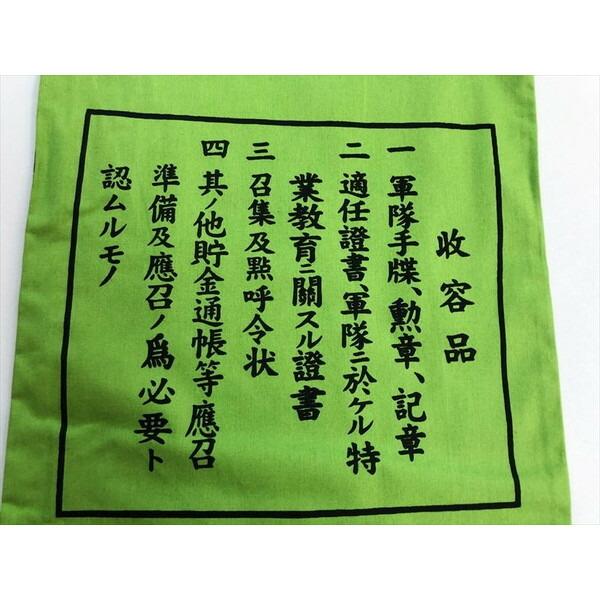 收容品
一 軍隊手牒、勲章、記章
二 適任證書、軍隊ニ於ケル特
業教育ニ關スル證書
三 召集及點呼令状
四 其ノ他貯金通帳等應召
準備及應召ノ爲必要ト
認ムルモノ